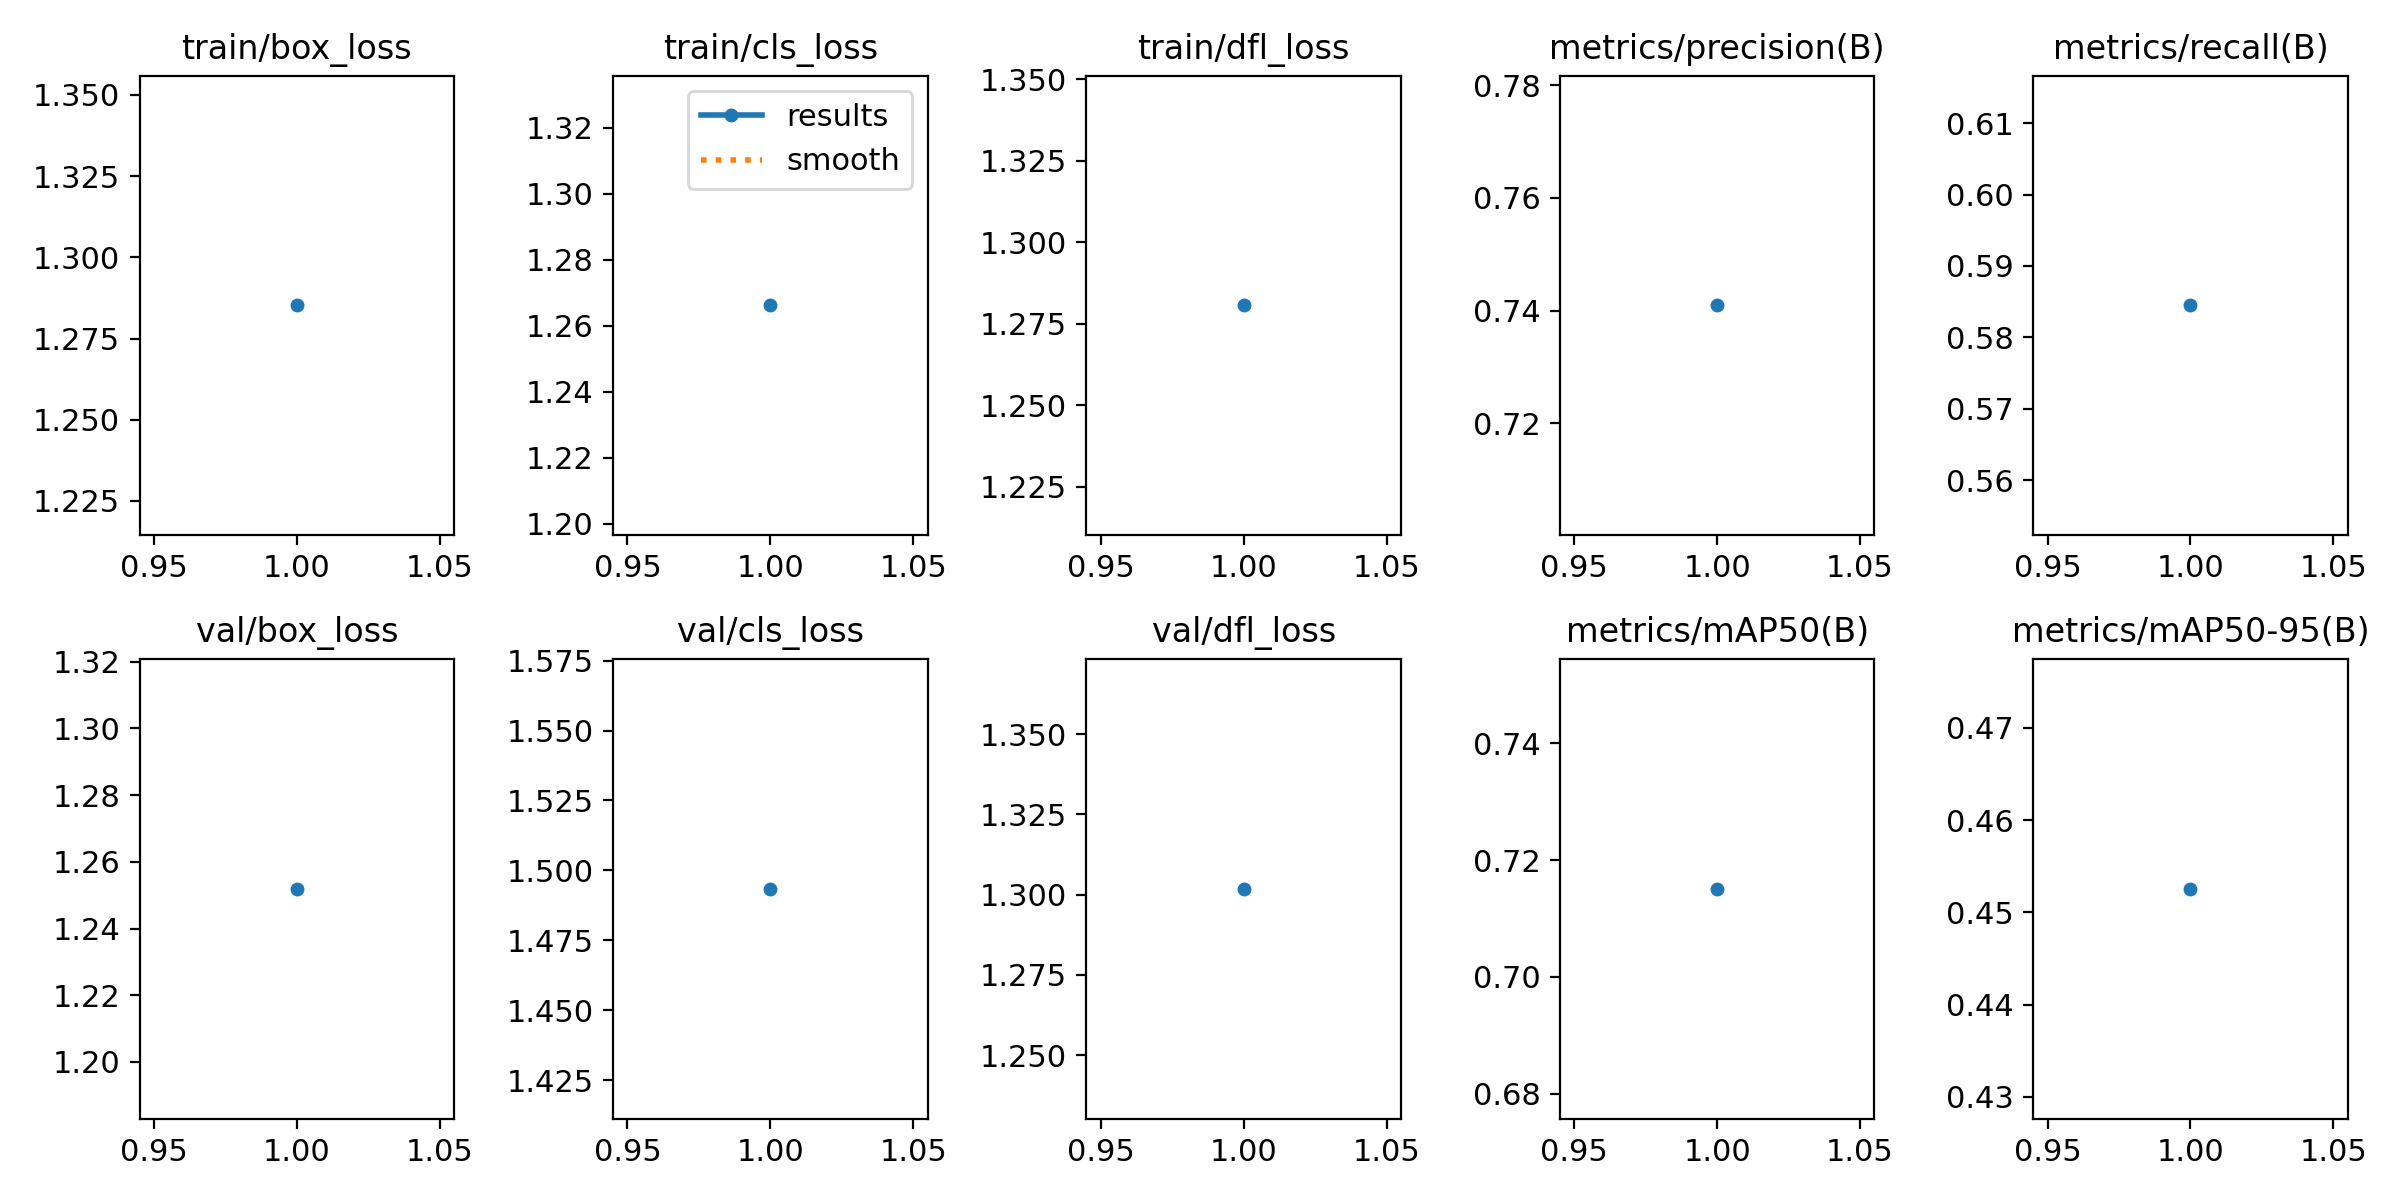 train/box_loss
1.350
1.325
1.300
1.275
1.250
1.225
0.95 1.00 1.05
train/cls_loss
results
smooth
1.32
1.30
1.28
1.26
1.24
1.22
1.20
0.95 1.00 1.05
train/dfl_loss
1.350
1.325
1.300
1.275
1.250
1.225
0.95 1.00 1.05
metrics/precision(B)
0.78
0.76
0.74
0.72
0.95 1.00 1.05
metrics/recall(B)
0.61
0.60
0.59
0.58
0.57
0.56
0.95 1.00 1.05
val/box_loss
1.32
1.30
1.28
1.26
1.24
1.22
1.20
0.95 1.00 1.05
val/cls_loss
1.575
1.550
1.525
1.500
1.475
1.450
1.425
0.95 1.00 1.05
val/dfl_loss
1.350
1.325
1.300
1.275
1.250
0.95 1.00 1.05
metrics/mAP50(B)
0.74
0.72
0.70
0.68
0.95 1.00 1.05
metrics/mAP50-95(B)
0.47
0.46
0.45
0.44
0.43
0.95 1.00 1.05